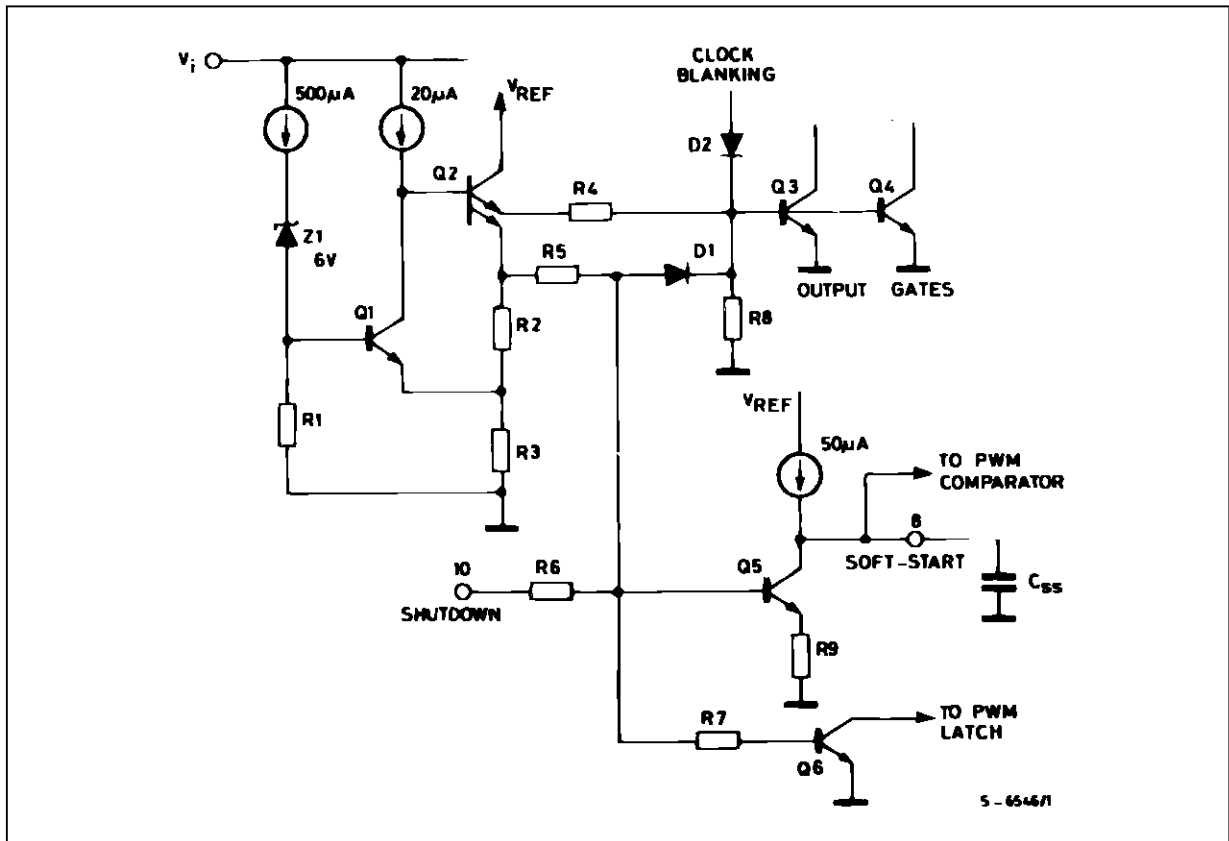 CLOCK
BLANKING
Vi
500µA
20µA
VREF
D2
Q2
R4
Q3
Q4
Z1
6V
R5
D1
OUTPUT GATES
Q1
R2
R8
R1
R3
VREF
50µA
TO PWM
COMPARATOR
8
SOFT-START
10
R6
Q5
Css
SHUTDOWN
R9
R7
TO PWM
LATCH
Q6
S-6546/1